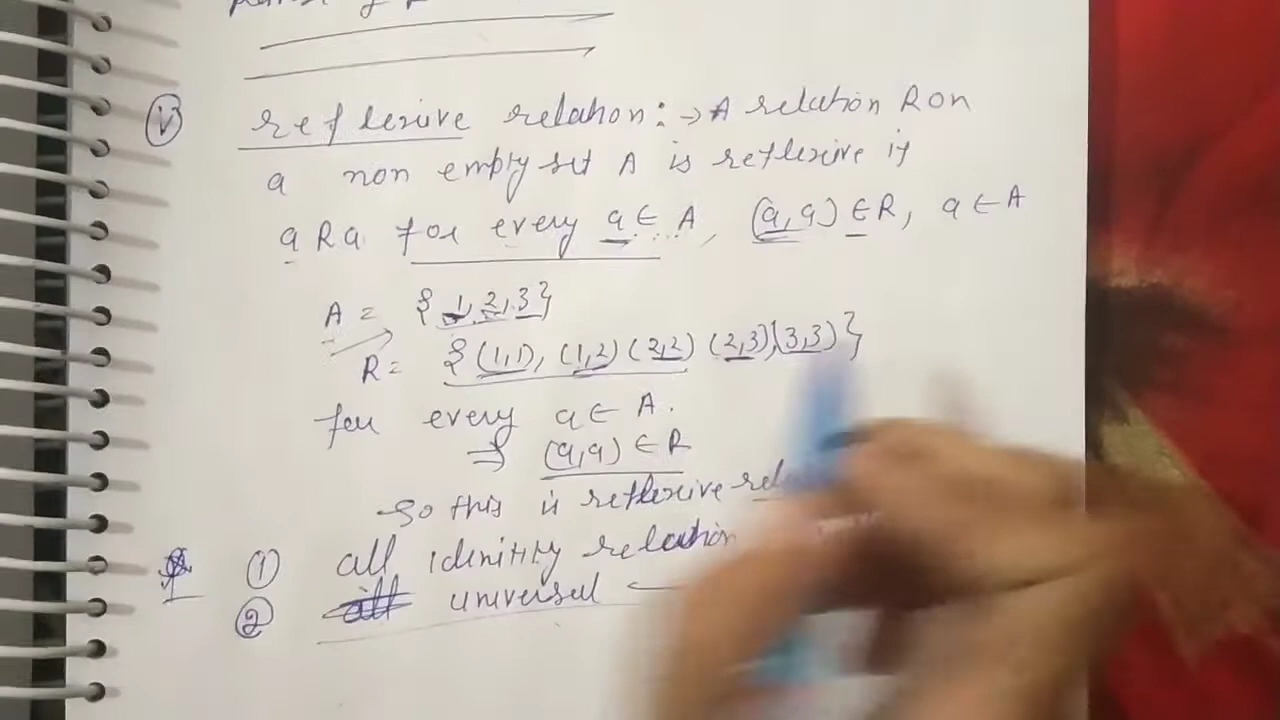 (V) reflexive relation :→ A relation R on
a non empty set A is reflexive if
a R a for every a ∈ A, (a, a) ∈ R, a ∈ A
A = {1, 2, 3}
R = {(1,1), (1,2) (2,2) (2,3) (3,3)}
for every a ∈ A.
⇒ (a,a) ∈ R
So this is reflexive
① all identity relation
② universal